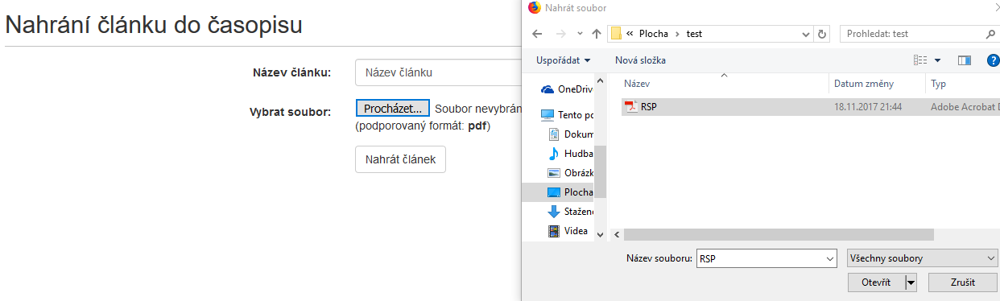 Nahrání článku do časopisu
Název článku:
Název článku
Vybrat soubor:
Procházet... Soubor nevybrán
(podporovaný formát: pdf)
Nahrát článek
Nahrát soubor
« Plocha › test
Prohledat: test
Uspořádat
Nová složka
Název
Datum změny
Typ
OneDrive
Tento po
Dokum
Hudba
Obrázk
Plocha
Stažen
Videa
RSP
18.11.2017 21:44
Adobe Acrobat D
Název souboru:
RSP
Všechny soubory
Otevřít
Zrušit